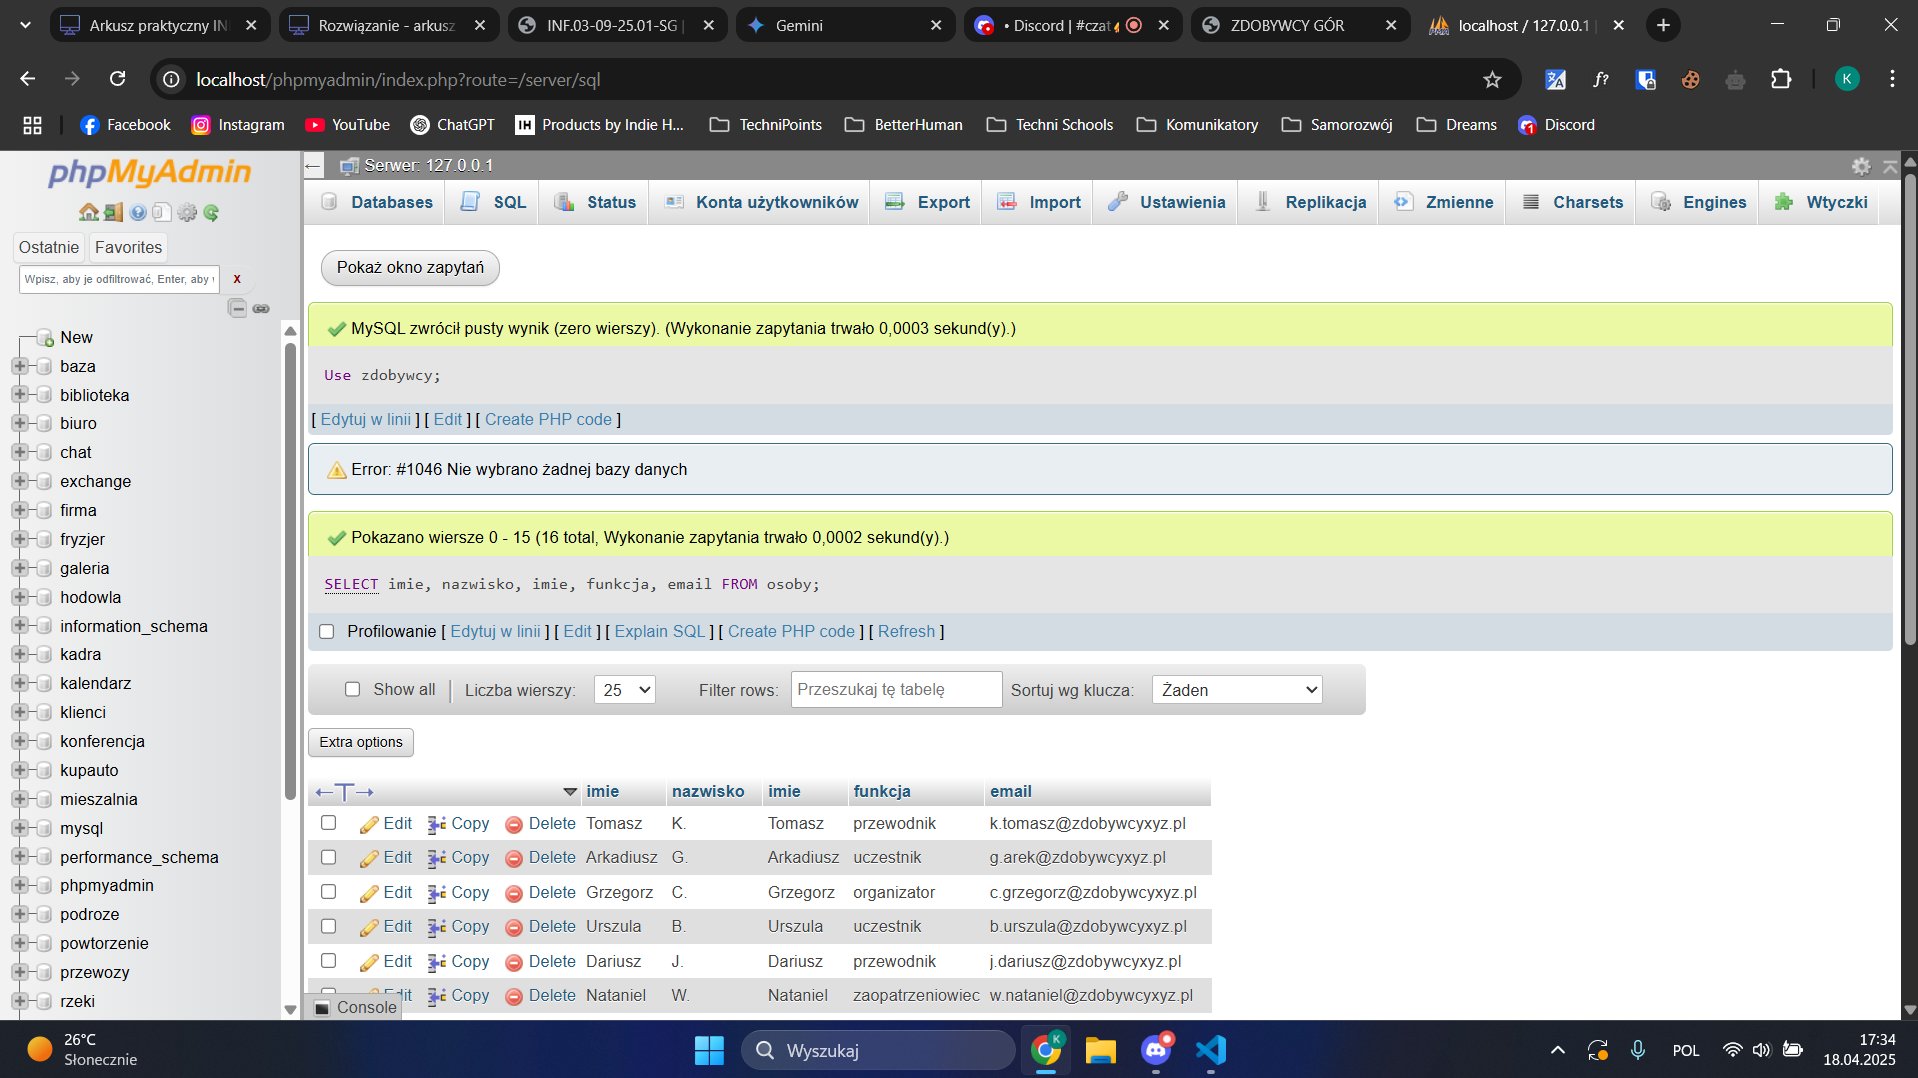 Arkusz praktyczny IN
Rozwiązanie - arkusz
INF.03-09-25.01-SG |
Gemini
• Discord | #czat
ZDOBYWCY GÓR
localhost / 127.0.0.1 |
localhost/phpmyadmin/index.php?route=/server/sql
f?
K
Facebook
Instagram
YouTube
ChatGPT
IH Products by Indie H...
TechniPoints
BetterHuman
Techni Schools
Komunikatory
Samorozwój
Dreams
1 Discord
phpMyAdmin
Ostatnie Favorites
Wpisz, aby je odfiltrować, Enter, aby
X
New
baza
biblioteka
biuro
chat
exchange
firma
fryzjer
galeria
hodowla
information_schema
kadra
kalendarz
klienci
konferencja
kupauto
mieszalnia
mysql
performance_schema
phpmyadmin
podroze
powtorzenie
przewozy
rzeki
Serwer: 127.0.0.1
Databases SQL Status Konta użytkowników Export Import Ustawienia Replikacja Zmienne Charsets Engines Wtyczki
Pokaż okno zapytań
MySQL zwrócił pusty wynik (zero wierszy). (Wykonanie zapytania trwało 0,0003 sekund(y).)
Use zdobywcy;
[ Edytuj w linii ] [ Edit ] [ Create PHP code ]
Error: #1046 Nie wybrano żadnej bazy danych
Pokazano wiersze 0 - 15 (16 total, Wykonanie zapytania trwało 0,0002 sekund(y).)
SELECT imie, nazwisko, imie, funkcja, email FROM osoby;
Profilowanie [ Edytuj w linii ] [ Edit ] [ Explain SQL ] [ Create PHP code ] [ Refresh ]
Show all | Liczba wierszy: 25 Filter rows: Przeszukaj tę tabelę Sortuj wg klucza: Żaden
Extra options
←T→ imie nazwisko imie funkcja email
Edit Copy Delete Tomasz K. Tomasz przewodnik k.tomasz@zdobywcyxyz.pl
Edit Copy Delete Arkadiusz G. Arkadiusz uczestnik g.arek@zdobywcyxyz.pl
Edit Copy Delete Grzegorz C. Grzegorz organizator c.grzegorz@zdobywcyxyz.pl
Edit Copy Delete Urszula B. Urszula uczestnik b.urszula@zdobywcyxyz.pl
Edit Copy Delete Dariusz J. Dariusz przewodnik j.dariusz@zdobywcyxyz.pl
Edit Copy Delete Nataniel W. Nataniel zaopatrzeniowiec w.nataniel@zdobywcyxyz.pl
Console
26°C
Słonecznie
Wyszukaj
K
POL
17:34
18.04.2025